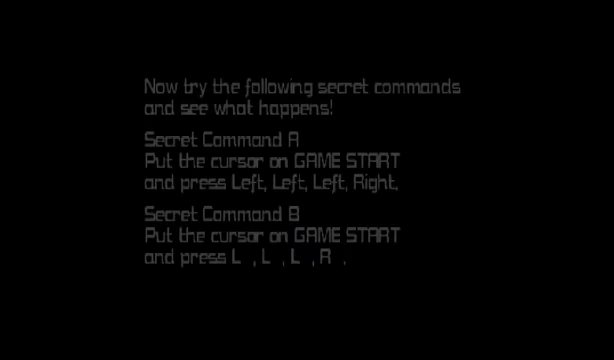 Now try the following secret commands
and see what happens!
Secret Command A
Put the cursor on GAME START
and press Left, Left, Left, Right.
Secret Command B
Put the cursor on GAME START
and press L , L , L , R .